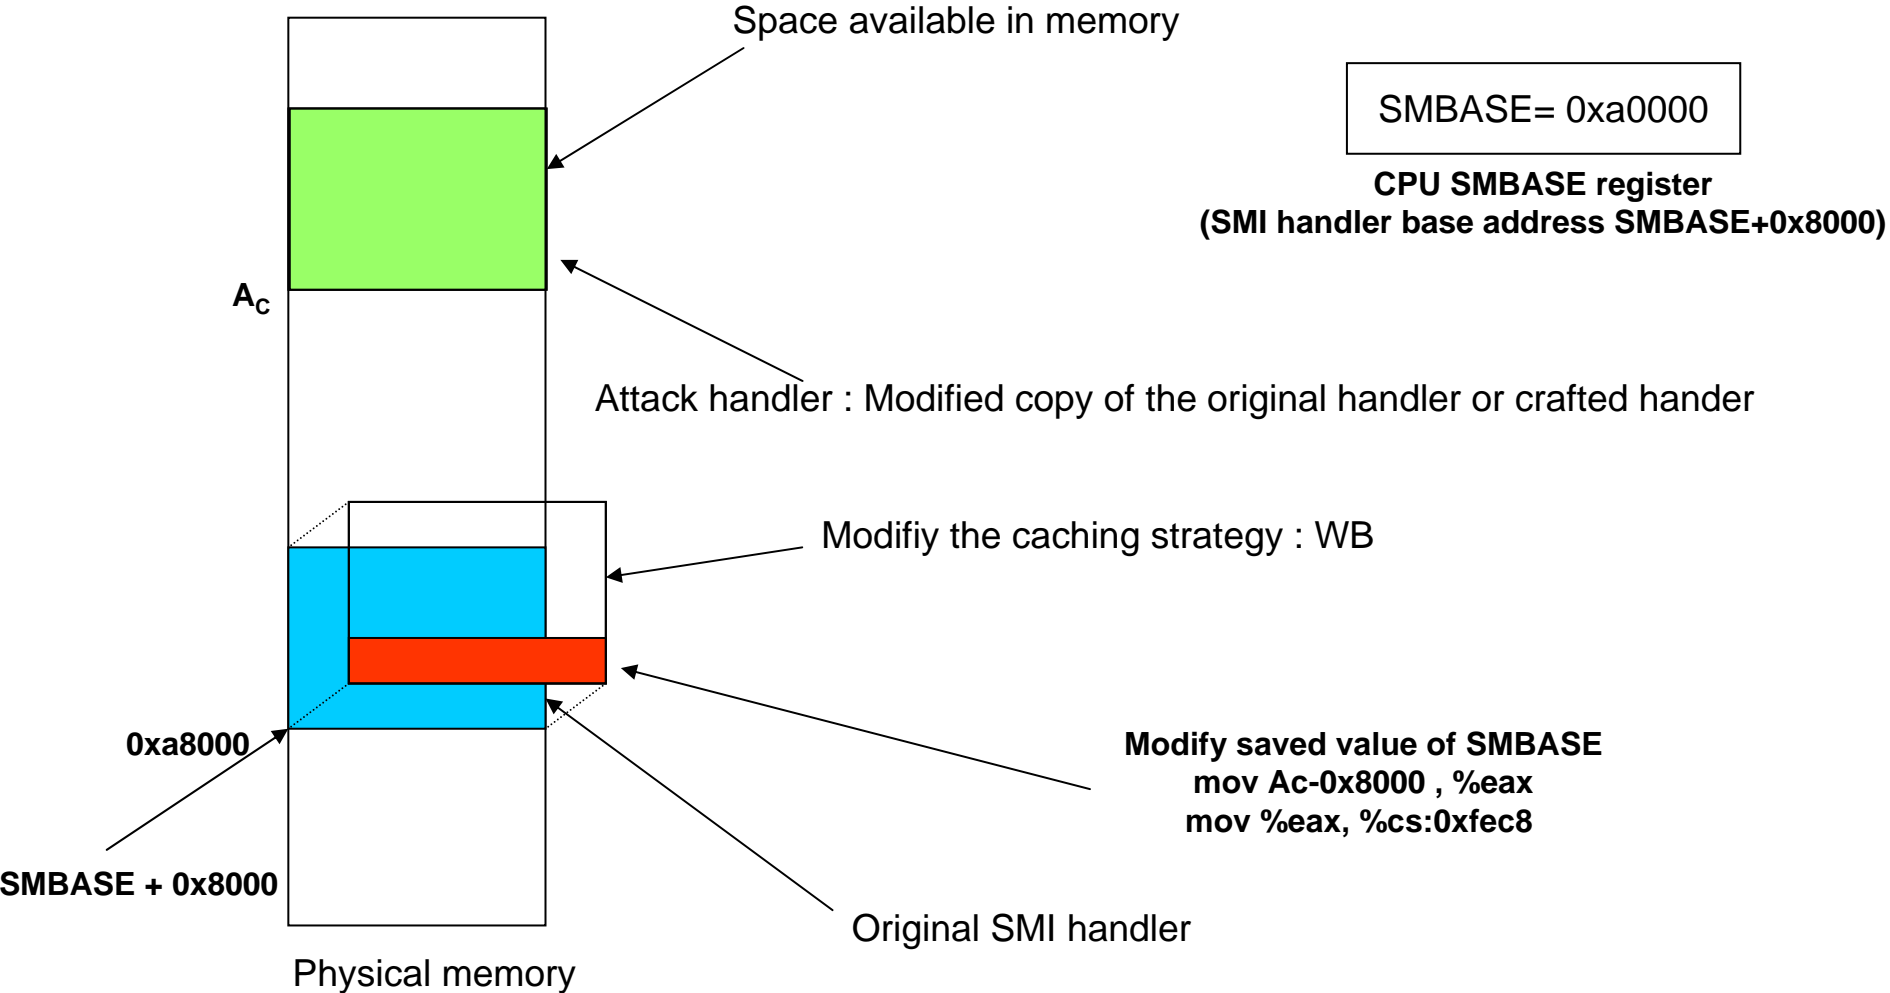 Space available in memory
SMBASE= 0xa0000
CPU SMBASE register
(SMI handler base address SMBASE+0x8000)
AC
Attack handler : Modified copy of the original handler or crafted hander
Modifiy the caching strategy : WB
0xa8000
Modify saved value of SMBASE
mov Ac-0x8000 , %eax
mov %eax, %cs:0xfec8
SMBASE + 0x8000
Original SMI handler
Physical memory